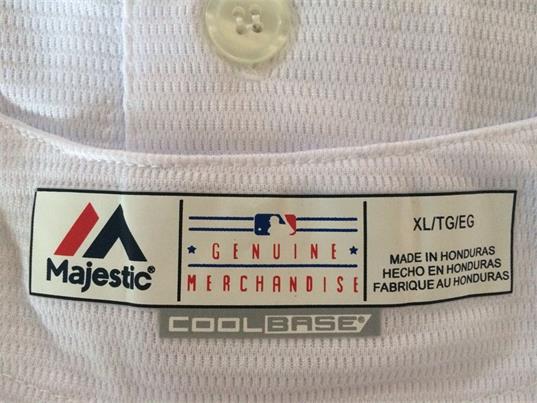 Majestic®
GENUINE
MERCHANDISE
XL/TG/EG
MADE IN HONDURAS
HECHO EN HONDURAS
FABRIQUE AU HONDURAS
COOLBASE